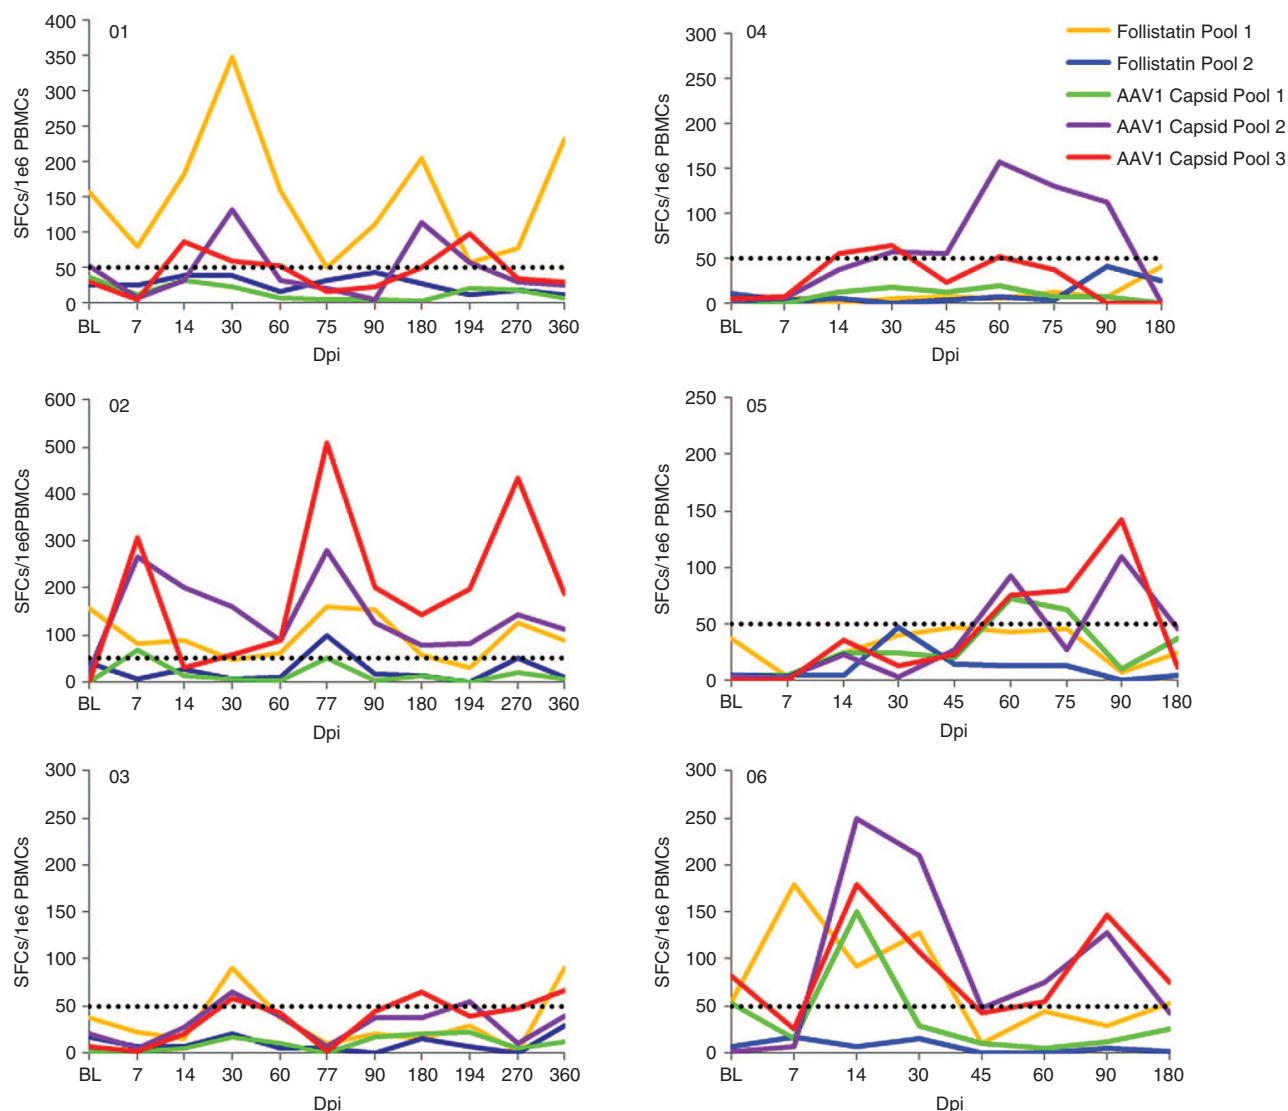 01
400
350
300
250
200
150
100
50
0
SFCs/1e6 PBMCs
BL 7 14 30 60 75 90 180 194 270 360
Dpi
04
300
250
200
150
100
50
0
SFCs/1e6 PBMCs
BL 7 14 30 45 60 75 90 180
Dpi
Follistatin Pool 1
Follistatin Pool 2
AAV1 Capsid Pool 1
AAV1 Capsid Pool 2
AAV1 Capsid Pool 3
02
600
500
400
300
200
100
0
SFCs/1e6PBMCs
BL 7 14 30 60 77 90 180 194 270 360
Dpi
05
250
200
150
100
50
0
SFCs/1e6 PBMCs
BL 7 14 30 45 60 75 90 180
Dpi
03
300
250
200
150
100
50
0
SFCs/1e6 PBMCs
BL 7 14 30 60 77 90 180 194 270 360
Dpi
06
300
250
200
150
100
50
0
SFCs/1e6 PBMCs
BL 7 14 30 45 60 90 180
Dpi